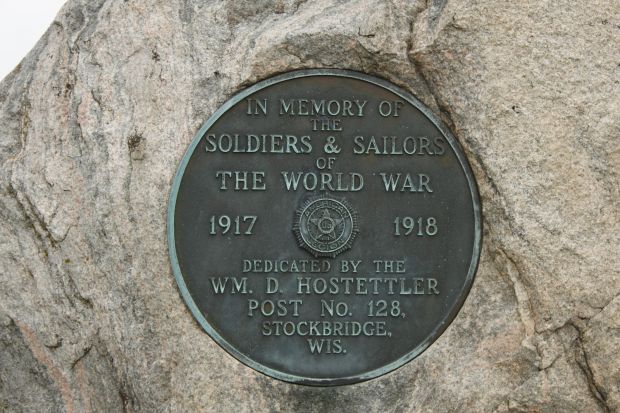 IN MEMORY OF
THE
SOLDIERS & SAILORS
OF
THE WORLD WAR
1917 1918
DEDICATED BY THE
WM. D. HOSTETTLER
POST NO. 128,
STOCKBRIDGE,
WIS.